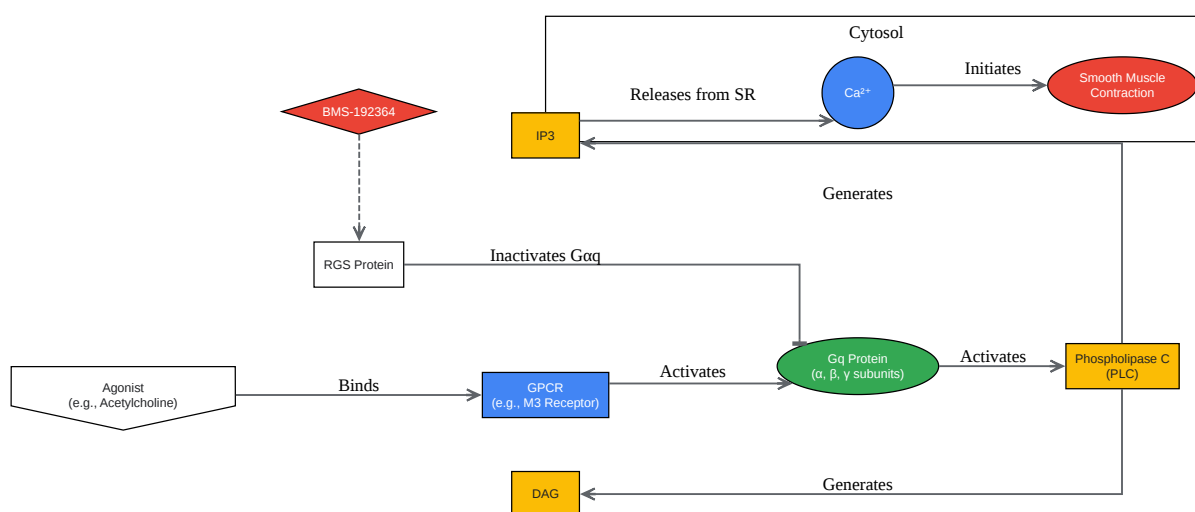 Cytosol
Releases from SR
Initiates
Smooth Muscle
Contraction
Ca²⁺
BMS-192364
IP3
Generates
RGS Protein
Inactivates Gαq
Gq Protein
(α, β, γ subunits)
Activates
Phospholipase C
(PLC)
Agonist
(e.g., Acetylcholine)
Binds
GPCR
(e.g., M3 Receptor)
Activates
DAG
Generates